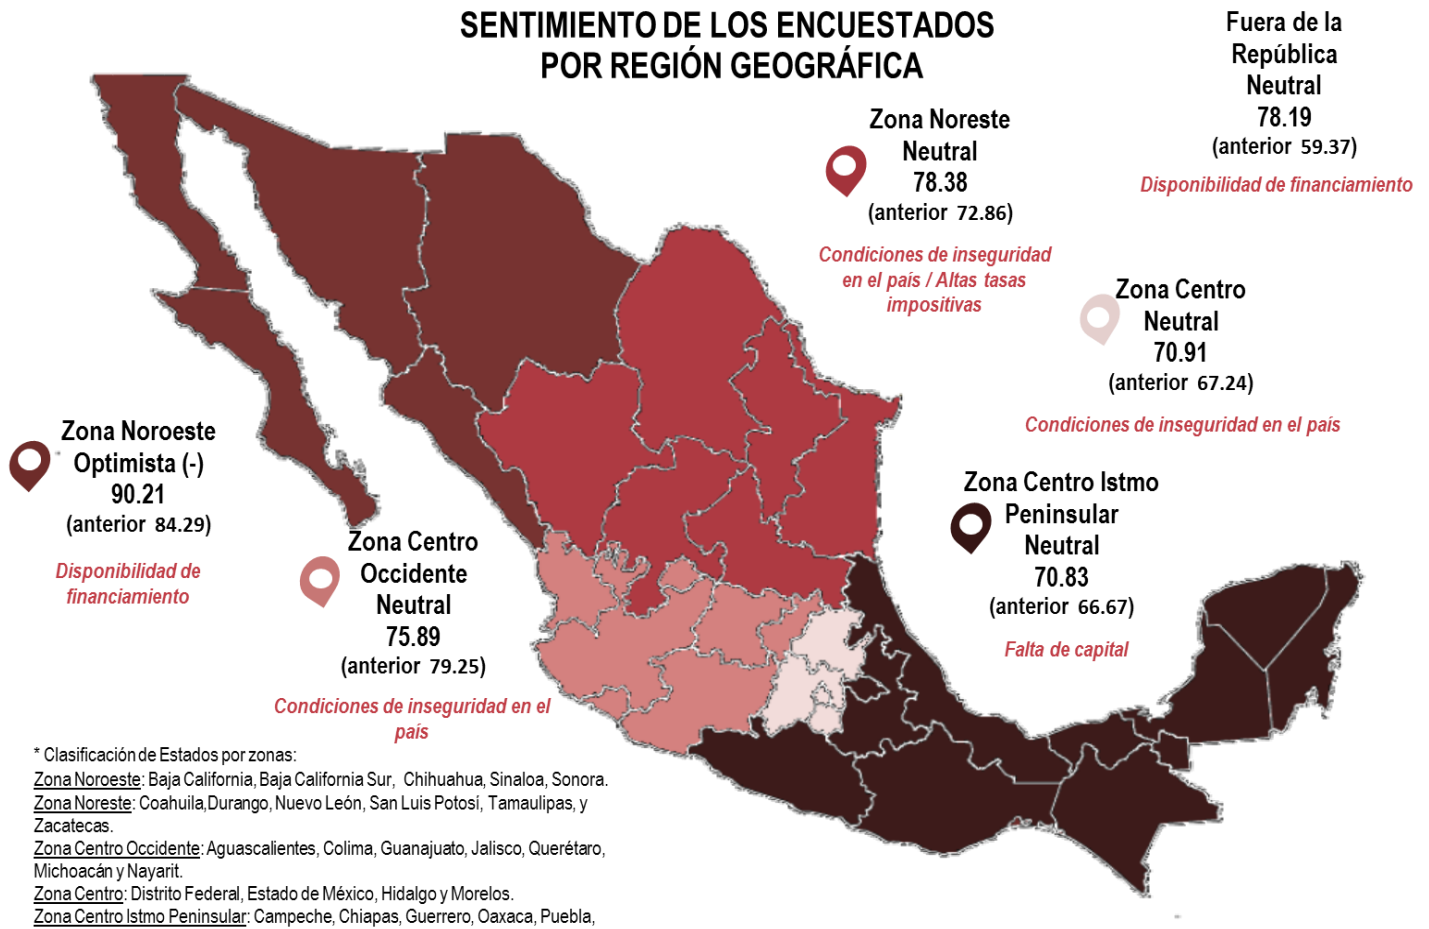 SENTIMIENTO DE LOS ENCUESTADOS
POR REGIÓN GEOGRÁFICA
Fuera de la
República
Neutral
78.19
(anterior 59.37)
Disponibilidad de financiamiento
Zona Noreste
Neutral
78.38
(anterior 72.86)
Condiciones de inseguridad
en el país / Altas tasas
impositivas
Zona Centro
Neutral
70.91
(anterior 67.24)
Condiciones de inseguridad en el país
Zona Noroeste
Optimista (-)
90.21
(anterior 84.29)
Disponibilidad de
financiamiento
Zona Centro Istmo
Peninsular
Neutral
70.83
(anterior 66.67)
Falta de capital
Zona Centro
Occidente
Neutral
75.89
(anterior 79.25)
Condiciones de inseguridad en el
país
* Clasificación de Estados por zonas:
Zona Noroeste: Baja California, Baja California Sur, Chihuahua, Sinaloa, Sonora.
Zona Noreste: Coahuila,Durango, Nuevo León, San Luis Potosí, Tamaulipas, y
Zacatecas.
Zona Centro Occidente: Aguascalientes, Colima, Guanajuato, Jalisco, Querétaro,
Michoacán y Nayarit.
Zona Centro: Distrito Federal, Estado de México, Hidalgo y Morelos.
Zona Centro Istmo Peninsular: Campeche, Chiapas, Guerrero, Oaxaca, Puebla,